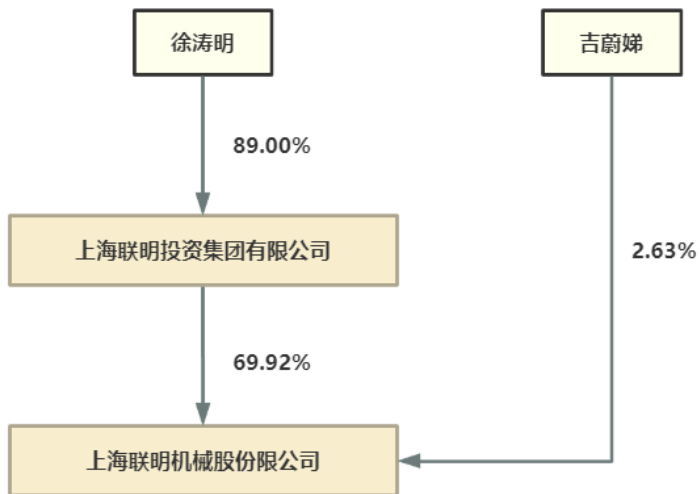 徐涛明
吉蔚娣
89.00%
上海联明投资集团有限公司
2.63%
69.92%
上海联明机械股份限公司